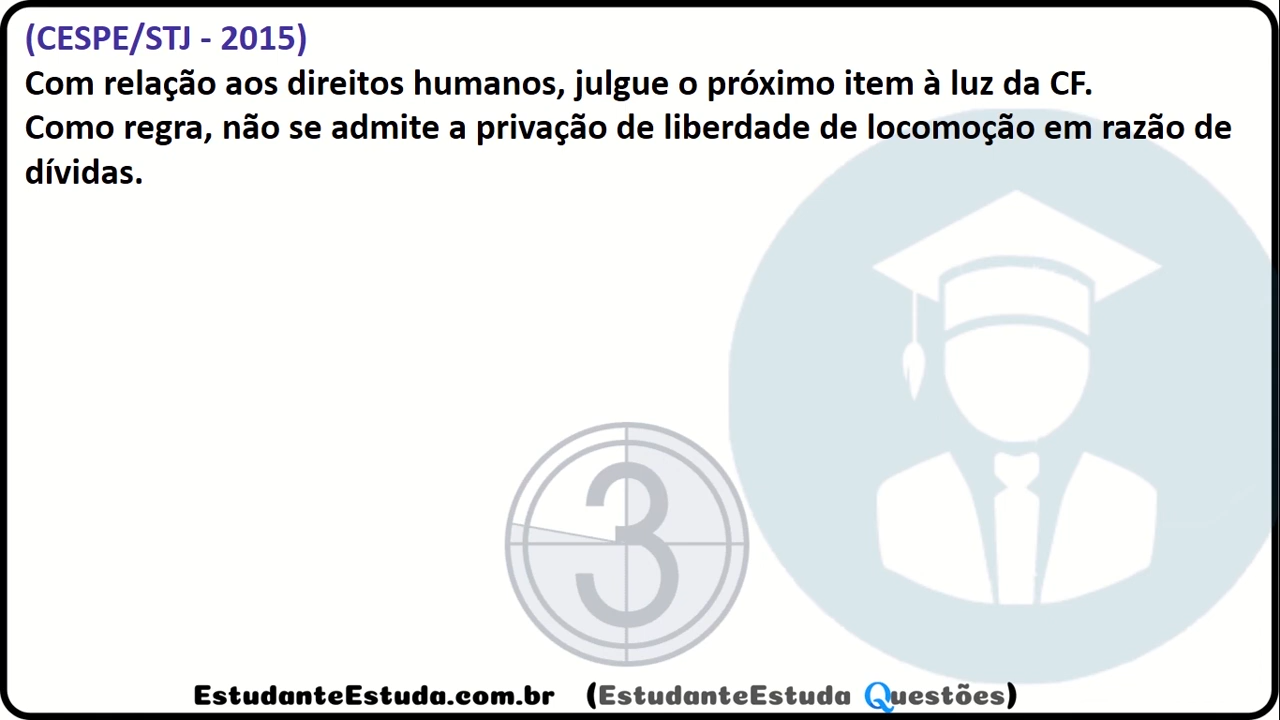 (CESPE/STJ - 2015)
Com relação aos direitos humanos, julgue o próximo item à luz da CF.
Como regra, não se admite a privação de liberdade de locomoção em razão de
dívidas.
3
EstudanteEstuda.com.br (EstudanteEstuda Questões)